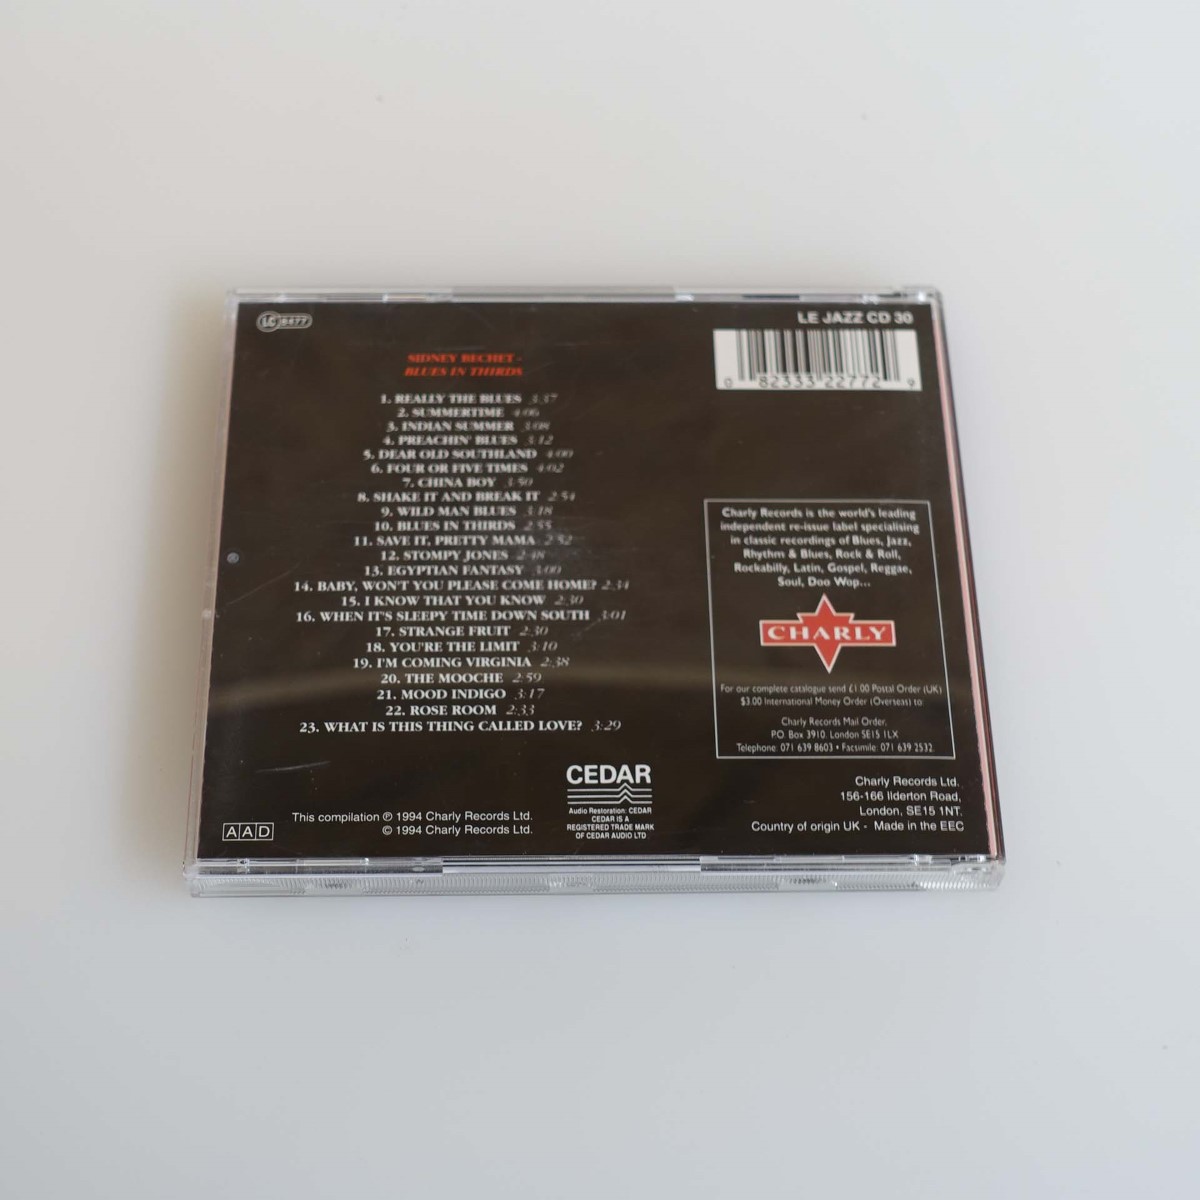 LC 8477
LE JAZZ CD 30
0 82333 22772 9
SIDNEY BECHET -
BLUES IN THIRDS
1. REALLY THE BLUES 3:37
2. SUMMERTIME 4:06
3. INDIAN SUMMER 3:08
4. PREACHIN' BLUES 3:12
5. DEAR OLD SOUTHLAND 4:00
6. FOUR OR FIVE TIMES 4:02
7. CHINA BOY 3:50
8. SHAKE IT AND BREAK IT 2:54
9. WILD MAN BLUES 3:18
10. BLUES IN THIRDS 2:55
11. SAVE IT, PRETTY MAMA 2:52
12. STOMPY JONES 2:48
13. EGYPTIAN FANTASY 3:00
14. BABY, WON'T YOU PLEASE COME HOME? 2:34
15. I KNOW THAT YOU KNOW 2:30
16. WHEN IT'S SLEEPY TIME DOWN SOUTH 3:01
17. STRANGE FRUIT 2:30
18. YOU'RE THE LIMIT 3:10
19. I'M COMING VIRGINIA 2:38
20. THE MOOCHE 2:59
21. MOOD INDIGO 3:17
22. ROSE ROOM 2:33
23. WHAT IS THIS THING CALLED LOVE? 3:29
Charly Records is the world's leading
independent re-issue label specialising
in classic recordings of Blues, Jazz,
Rhythm & Blues, Rock & Roll,
Rockabilly, Latin, Gospel, Reggae,
Soul, Doo Wop...
CHARLY
For our complete catalogue send £1.00 Postal Order (UK)
$3.00 International Money Order (Overseas) to:
Charly Records Mail Order,
P.O. Box 3910, London SE15 1LX
Telephone: 071 639 8603 • Facsimile: 071 639 2532
AAD
This compilation ℗ 1994 Charly Records Ltd.
© 1994 Charly Records Ltd.
CEDAR
Audio Restoration: CEDAR
CEDAR IS A
REGISTERED TRADE MARK
OF CEDAR AUDIO LTD
Charly Records Ltd.
156-166 Ilderton Road,
London, SE15 1NT.
Country of origin UK - Made in the EEC